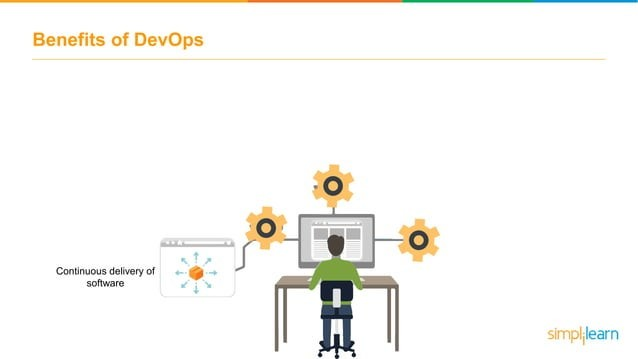 Benefits of DevOps
Continuous delivery of
software
simplilearn